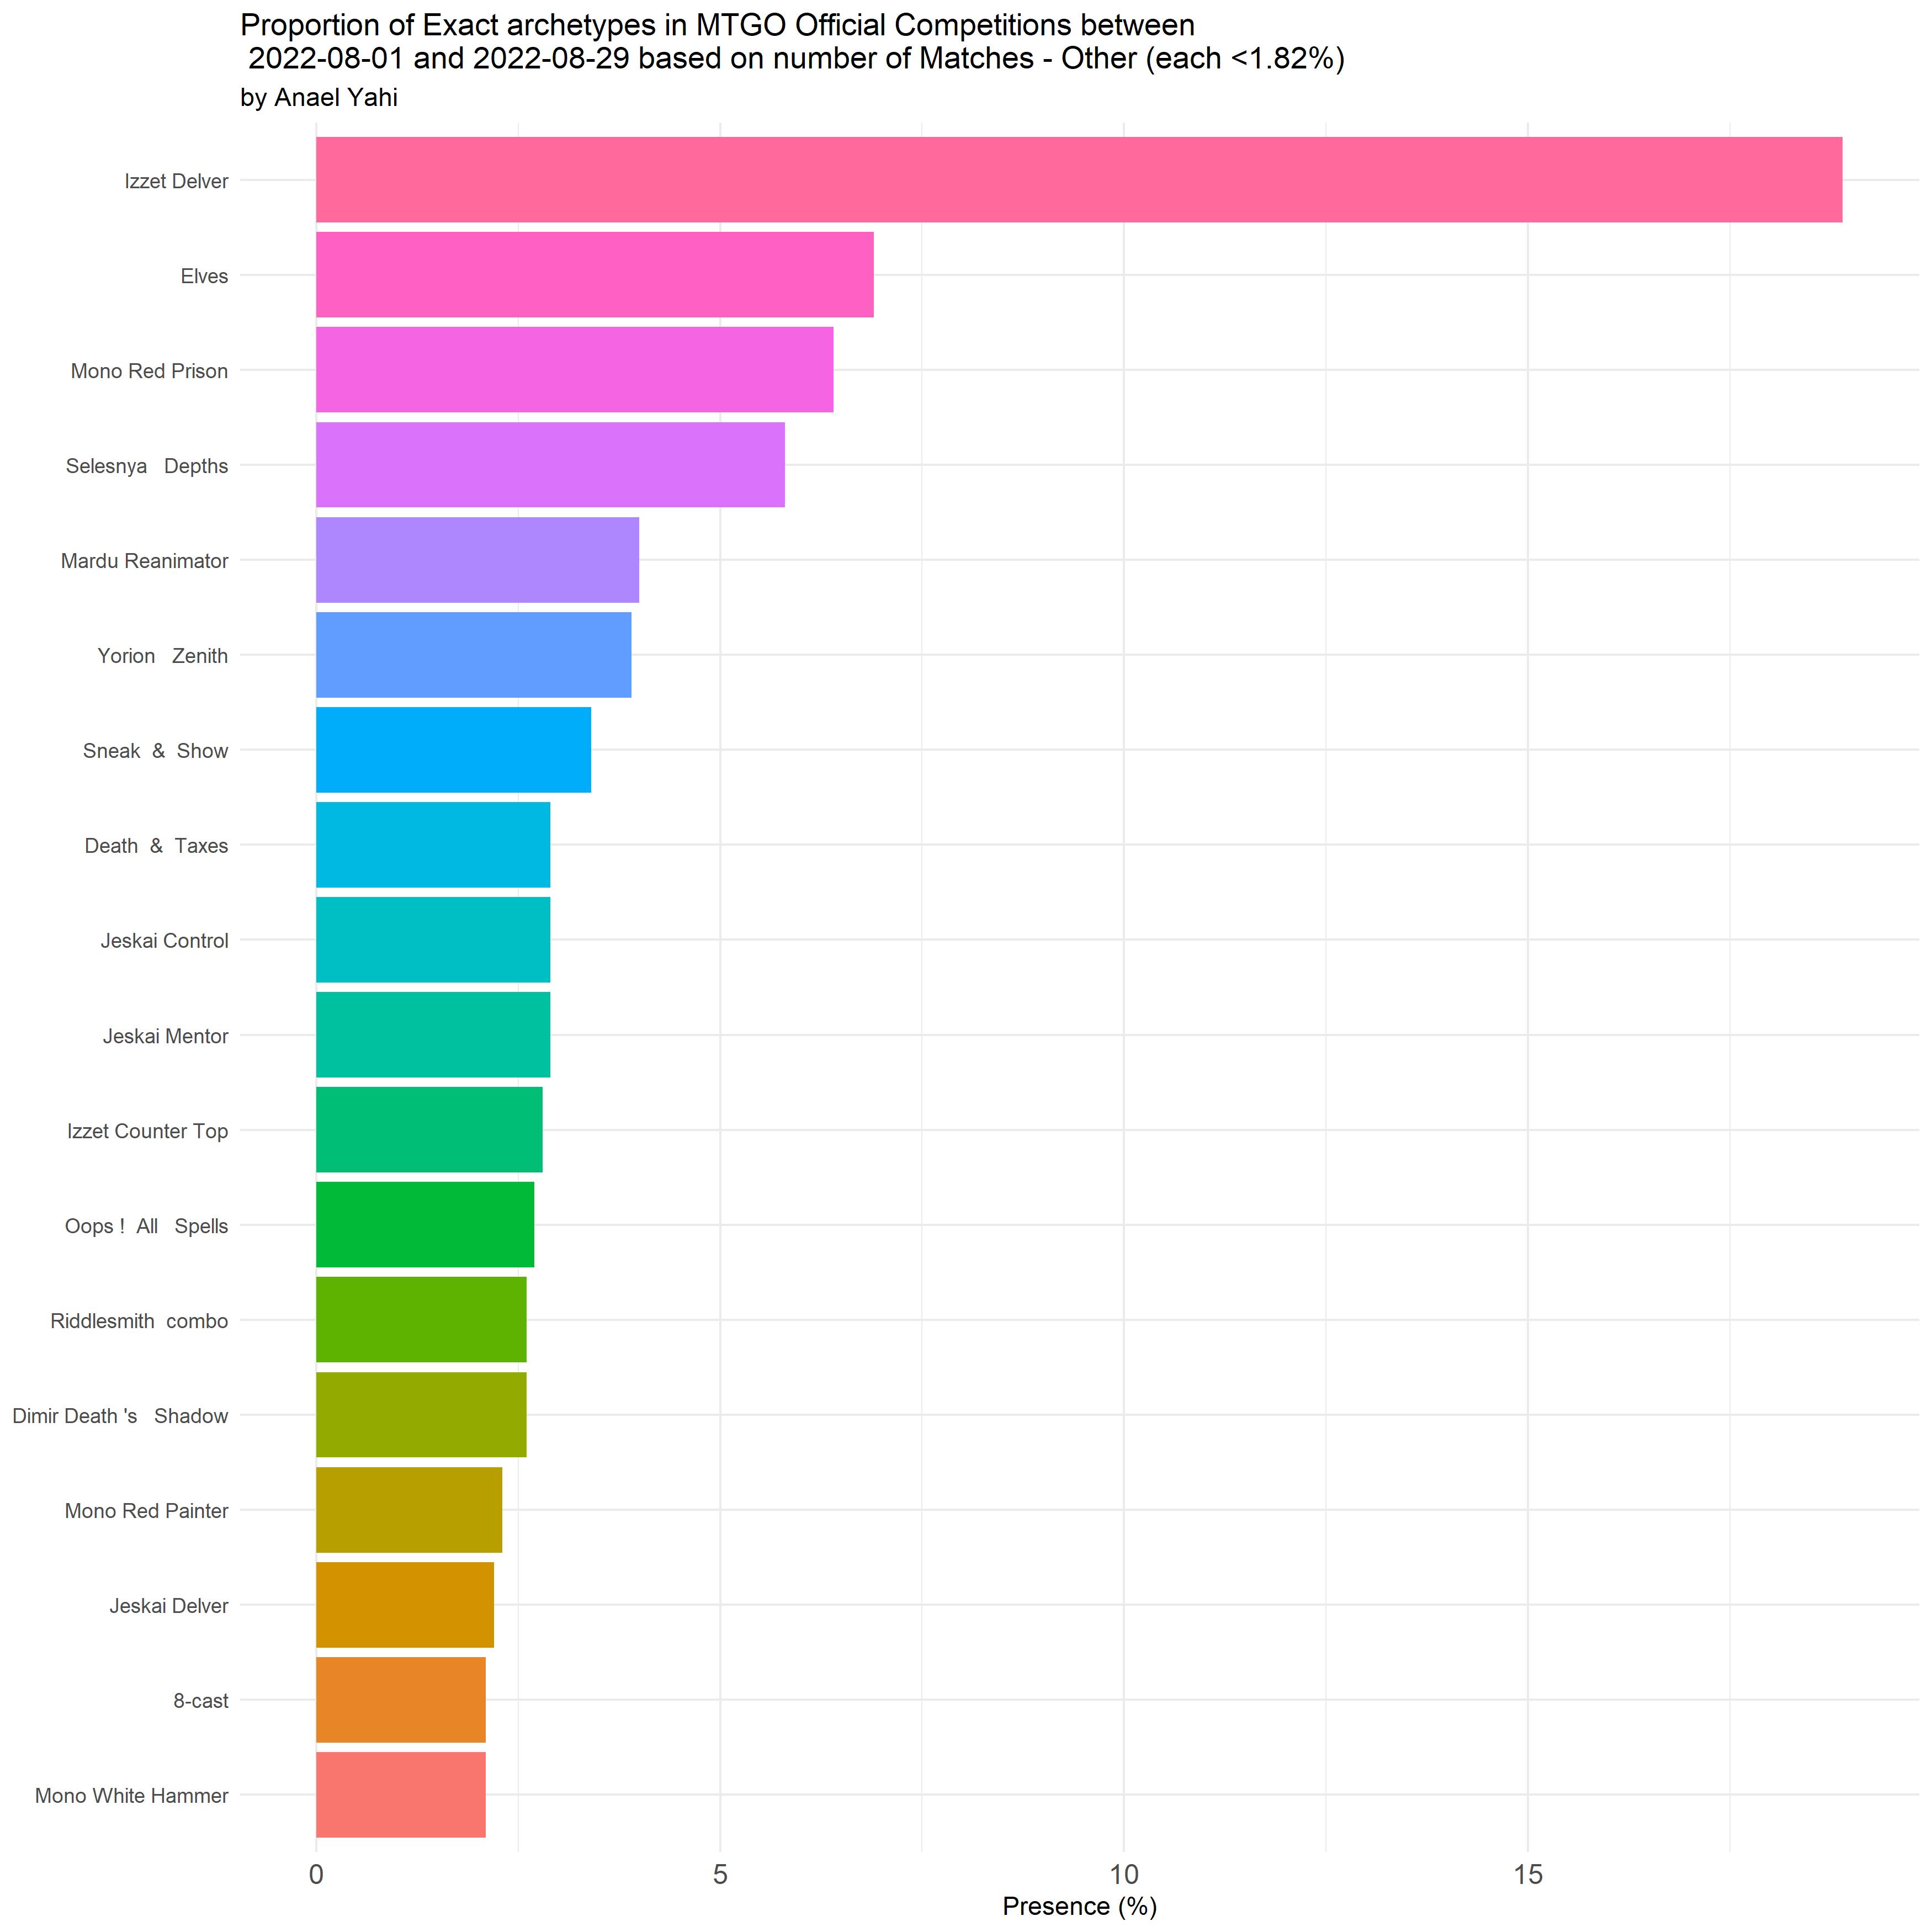 Proportion of Exact archetypes in MTGO Official Competitions between
2022-08-01 and 2022-08-29 based on number of Matches - Other (each <1.82%)
by Anael Yahi
Izzet Delver
Elves
Mono Red Prison
Selesnya   Depths
Mardu Reanimator
Yorion   Zenith
Sneak  &  Show
Death  &  Taxes
Jeskai Control
Jeskai Mentor
Izzet Counter Top
Oops !  All   Spells
Riddlesmith  combo
Dimir Death 's   Shadow
Mono Red Painter
Jeskai Delver
8-cast
Mono White Hammer
0 5 10 15
Presence (%)